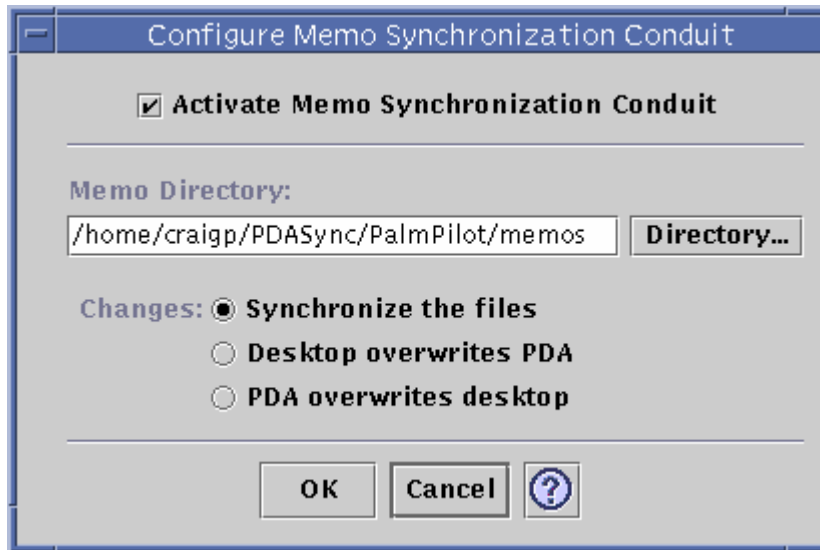 Configure Memo Synchronization Conduit
Activate Memo Synchronization Conduit
Memo Directory:
/home/craigp/PDASync/PalmPilot/memos Directory...
Changes: Synchronize the files
Desktop overwrites PDA
PDA overwrites desktop
OK Cancel ?